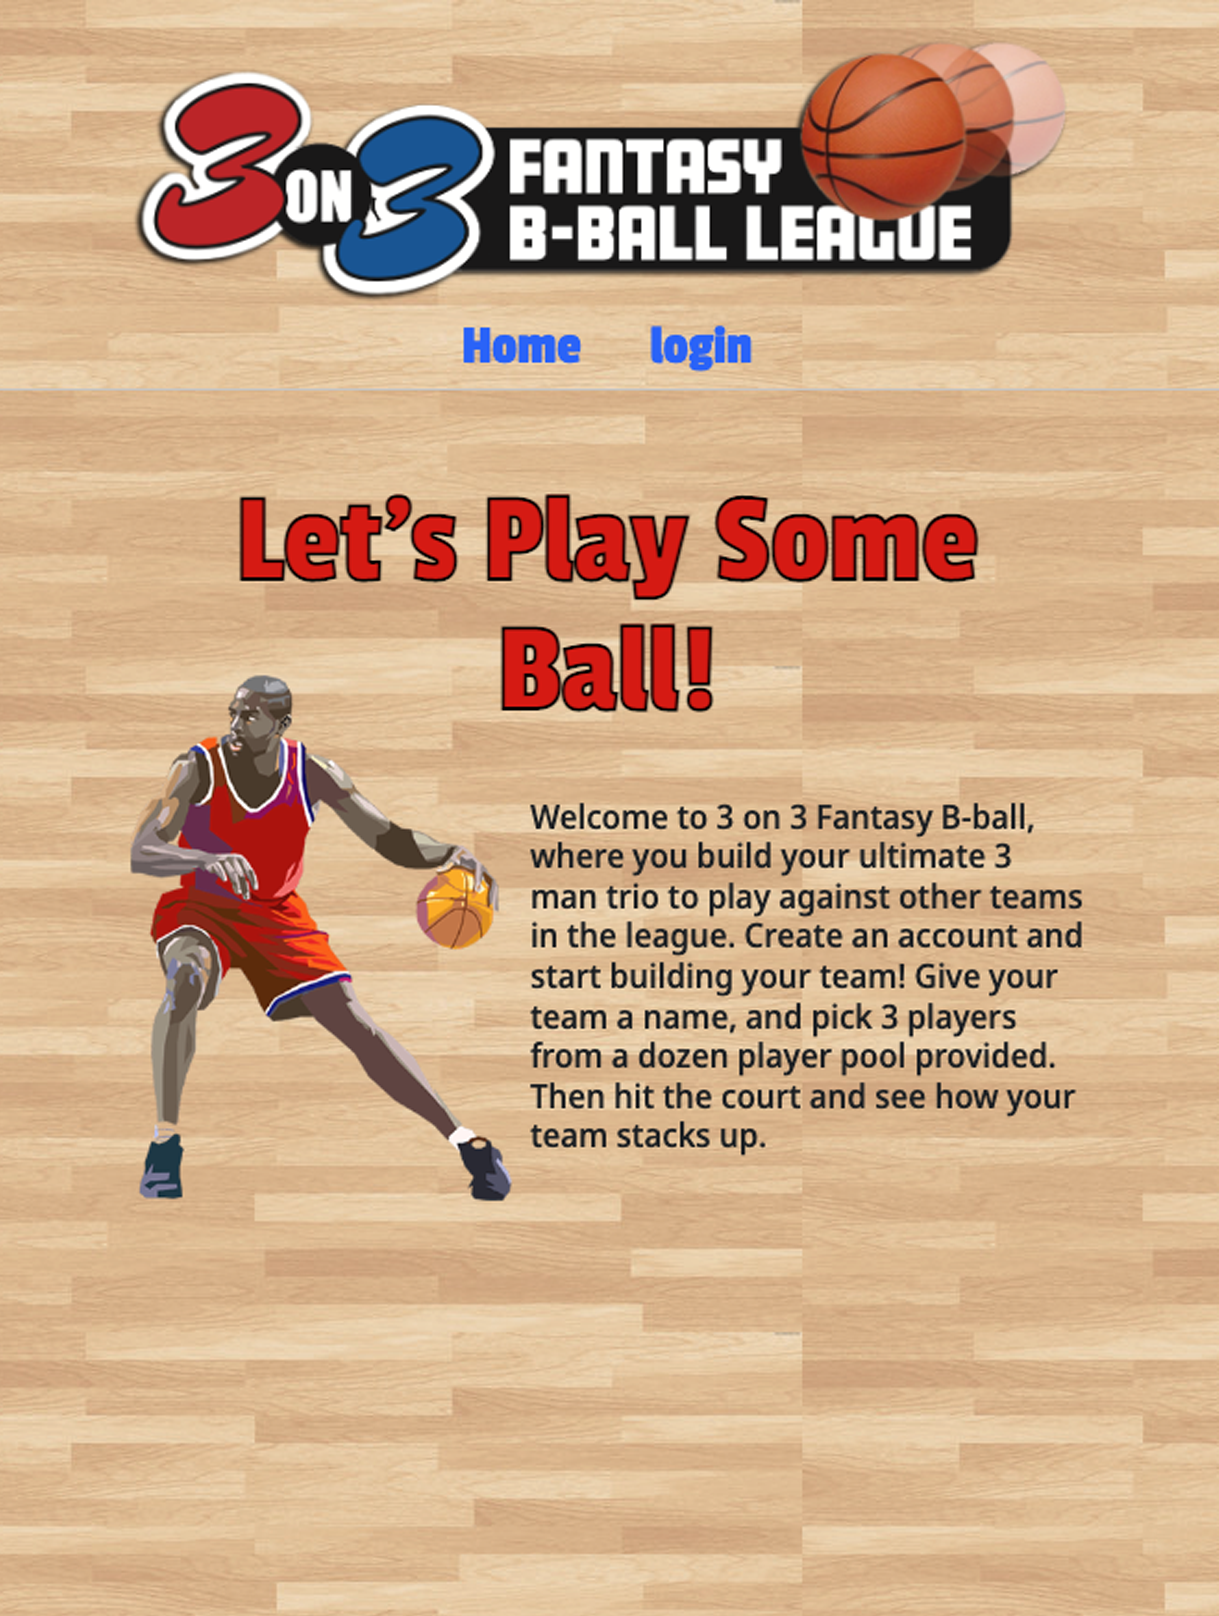 3 ON 3 FANTASY
B-BALL LEAGUE
Home login
Let’s Play Some
Ball!
Welcome to 3 on 3 Fantasy B-ball,
where you build your ultimate 3
man trio to play against other teams
in the league. Create an account and
start building your team! Give your
team a name, and pick 3 players
from a dozen player pool provided.
Then hit the court and see how your
team stacks up.